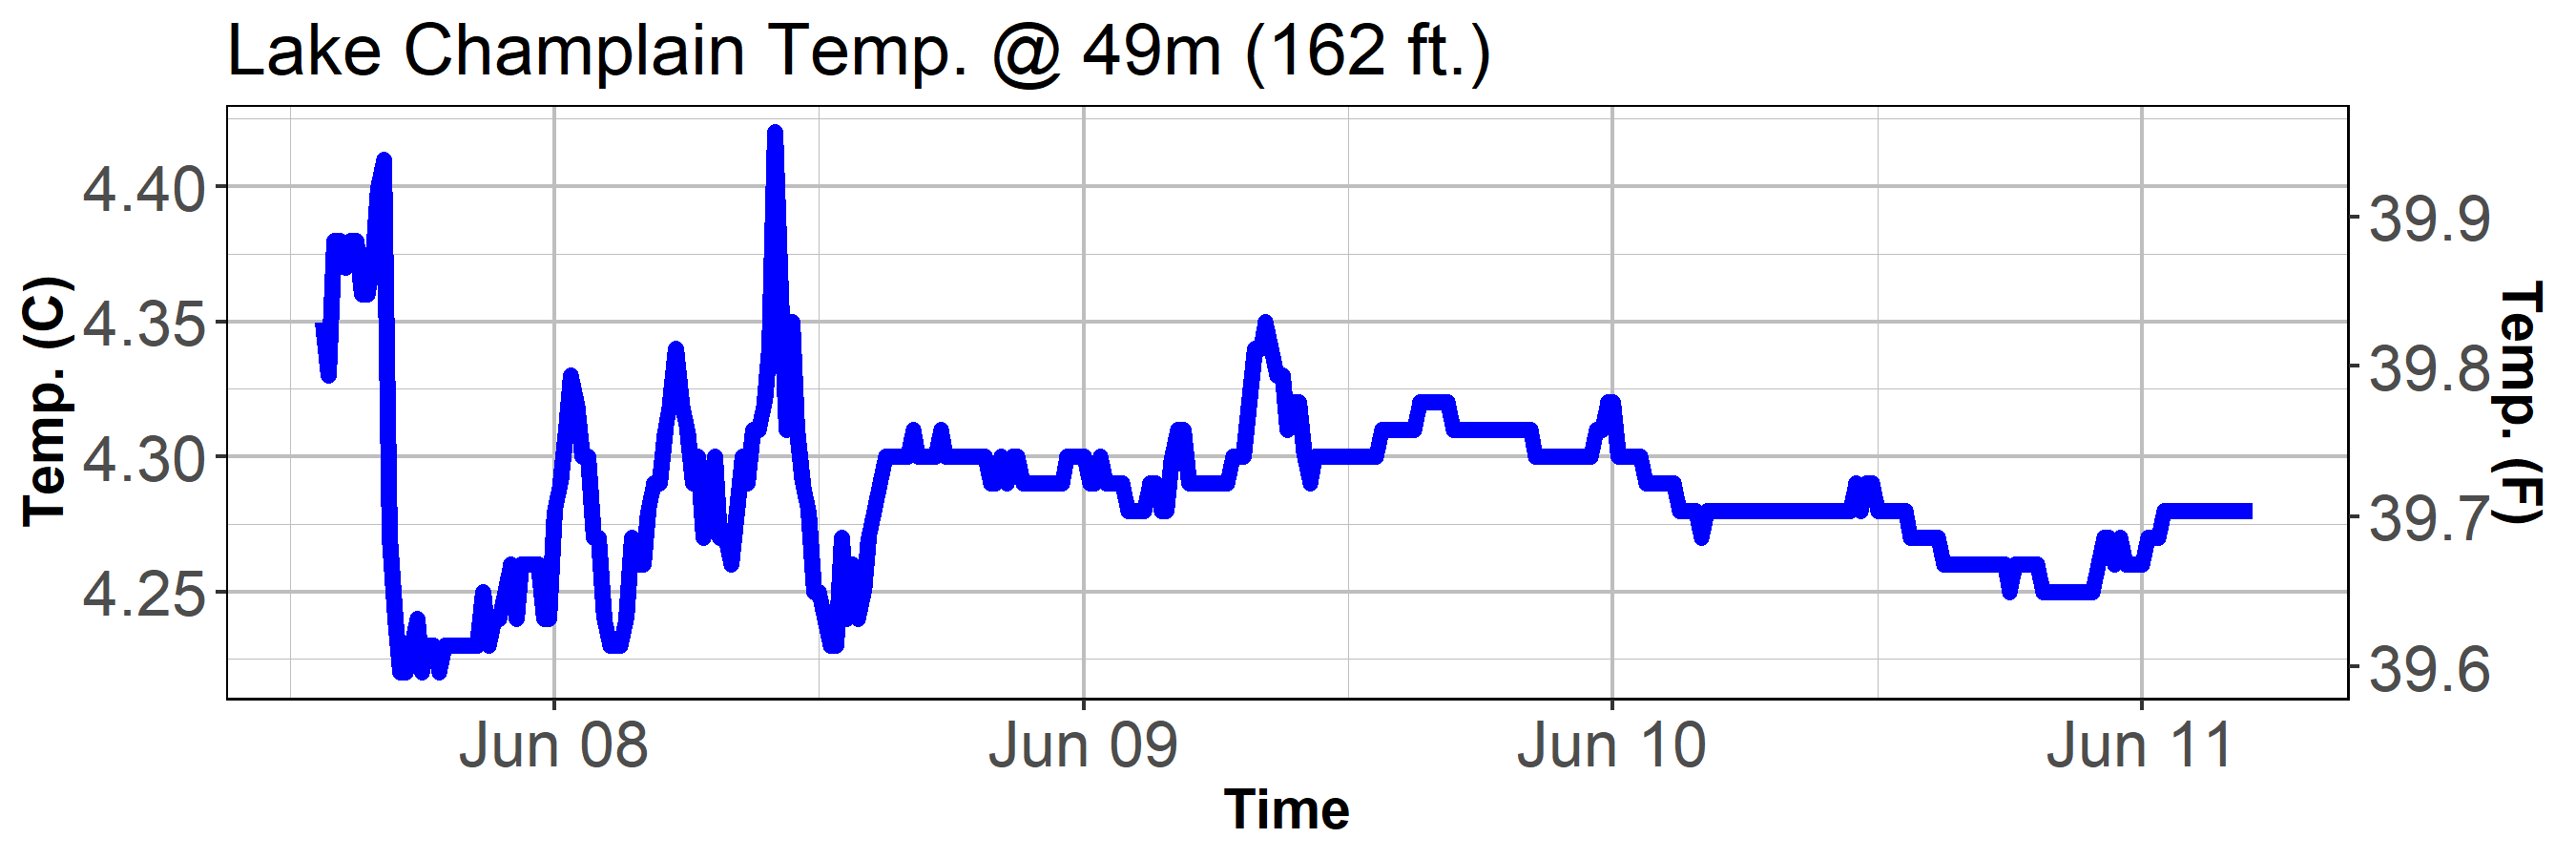 Lake Champlain Temp. @ 49m (162 ft.)
Temp. (C)
4.40
4.35
4.30
4.25
39.9
39.8
39.7
39.6
Temp. (F)
Jun 08 Jun 09 Jun 10 Jun 11
Time